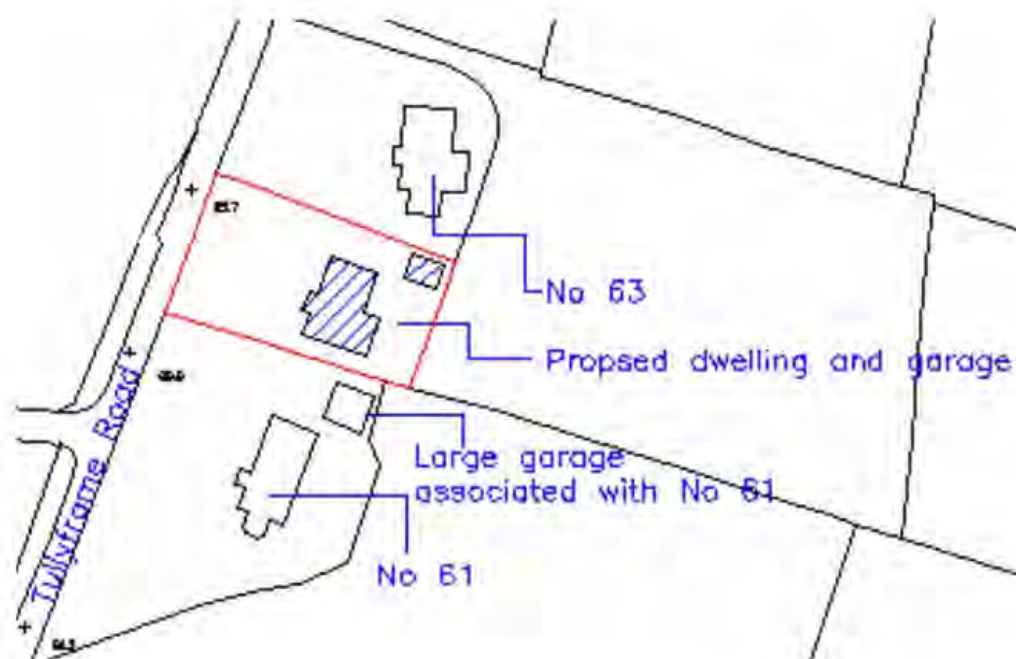 No 63
Propsed dwelling and garage
Tullyframe Road
Large garage
associated with No 61
No 61